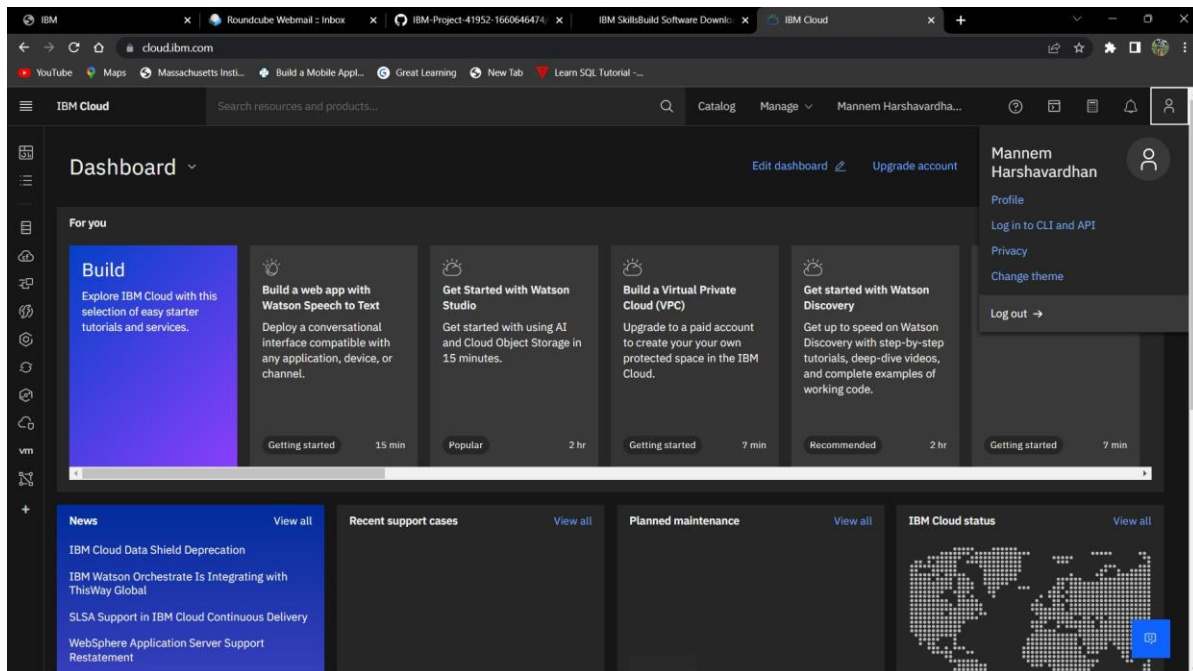 IBM
Roundcube Webmail :: Inbox
IBM-Project-41952-1660646474/
IBM SkillsBuild Software Downlo
IBM Cloud
cloud.ibm.com
YouTube
Maps
Massachusetts Insti...
Build a Mobile Appl...
Great Learning
New Tab
Learn SQL Tutorial -...
IBM Cloud
Search resources and products...
Catalog
Manage
Mannem Harshavardha...
Dashboard
Edit dashboard
Upgrade account
Mannem
Harshavardhan
Profile
Log in to CLI and API
Privacy
Change theme
Log out →
For you
Build
Explore IBM Cloud with this
selection of easy starter
tutorials and services.
Build a web app with
Watson Speech to Text
Deploy a conversational
interface compatible with
any application, device, or
channel.
Getting started
15 min
Get Started with Watson
Studio
Get started with using AI
and Cloud Object Storage in
15 minutes.
Popular
2 hr
Build a Virtual Private
Cloud (VPC)
Upgrade to a paid account
to create your your own
protected space in the IBM
Cloud.
Getting started
7 min
Get started with Watson
Discovery
Get up to speed on Watson
Discovery with step-by-step
tutorials, deep-dive videos,
and complete examples of
working code.
Recommended
2 hr
Getting started
7 min
vm
News
View all
IBM Cloud Data Shield Deprecation
IBM Watson Orchestrate Is Integrating with
ThisWay Global
SLSA Support in IBM Cloud Continuous Delivery
WebSphere Application Server Support
Restatement
Recent support cases
View all
Planned maintenance
View all
IBM Cloud status
View all